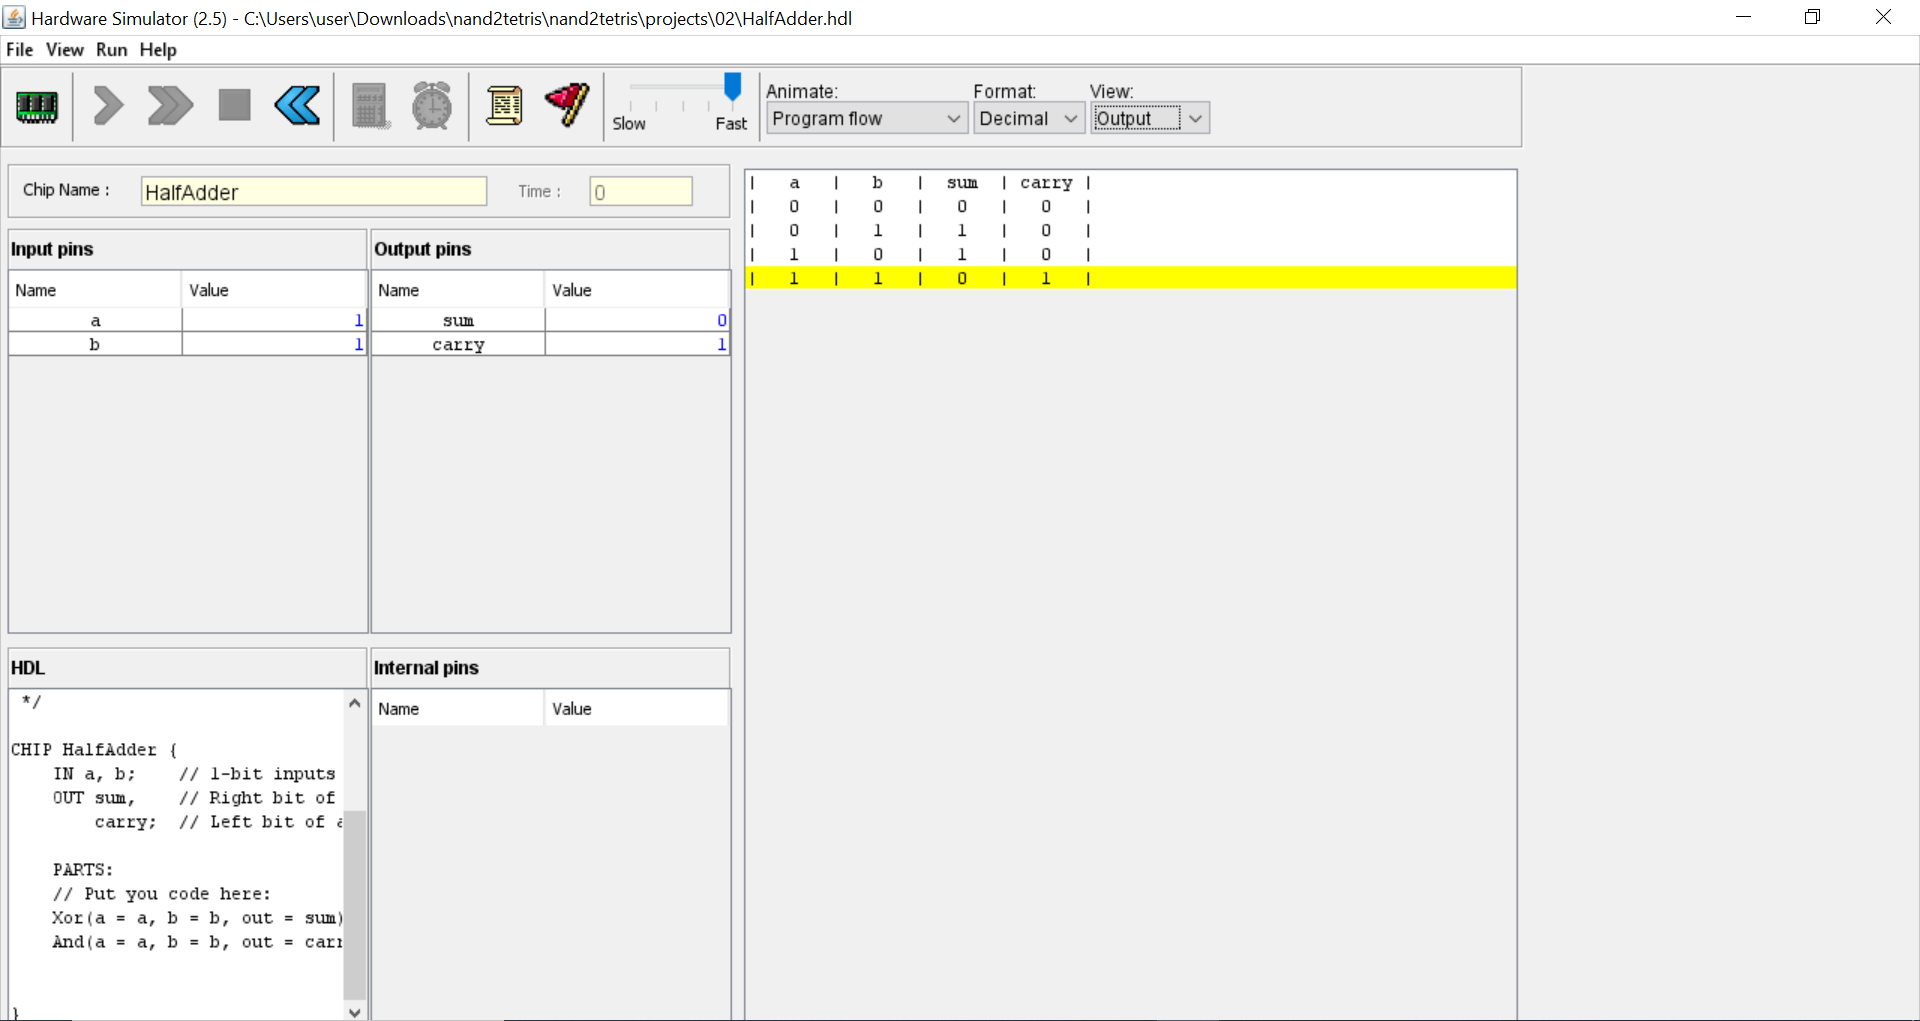 Hardware Simulator (2.5) - C:\Users\user\Downloads\nand2tetris\nand2tetris\projects\02\HalfAdder.hdl
File View Run Help
Slow Fast
Animate: Format: View:
Program flow Decimal Output
Chip Name : HalfAdder Time : 0
Input pins
Name Value
a 1
b 1
Output pins
Name Value
sum 0
carry 1
| a | b | sum | carry |
| 0 | 0 | 0 | 0 |
| 0 | 1 | 1 | 0 |
| 1 | 0 | 1 | 0 |
| 1 | 1 | 0 | 1 |
HDL
*/
CHIP HalfAdder {
IN a, b; // 1-bit inputs
OUT sum, // Right bit of
carry; // Left bit of
PARTS:
// Put you code here:
Xor(a = a, b = b, out = sum)
And(a = a, b = b, out =
}
Internal pins
Name Value